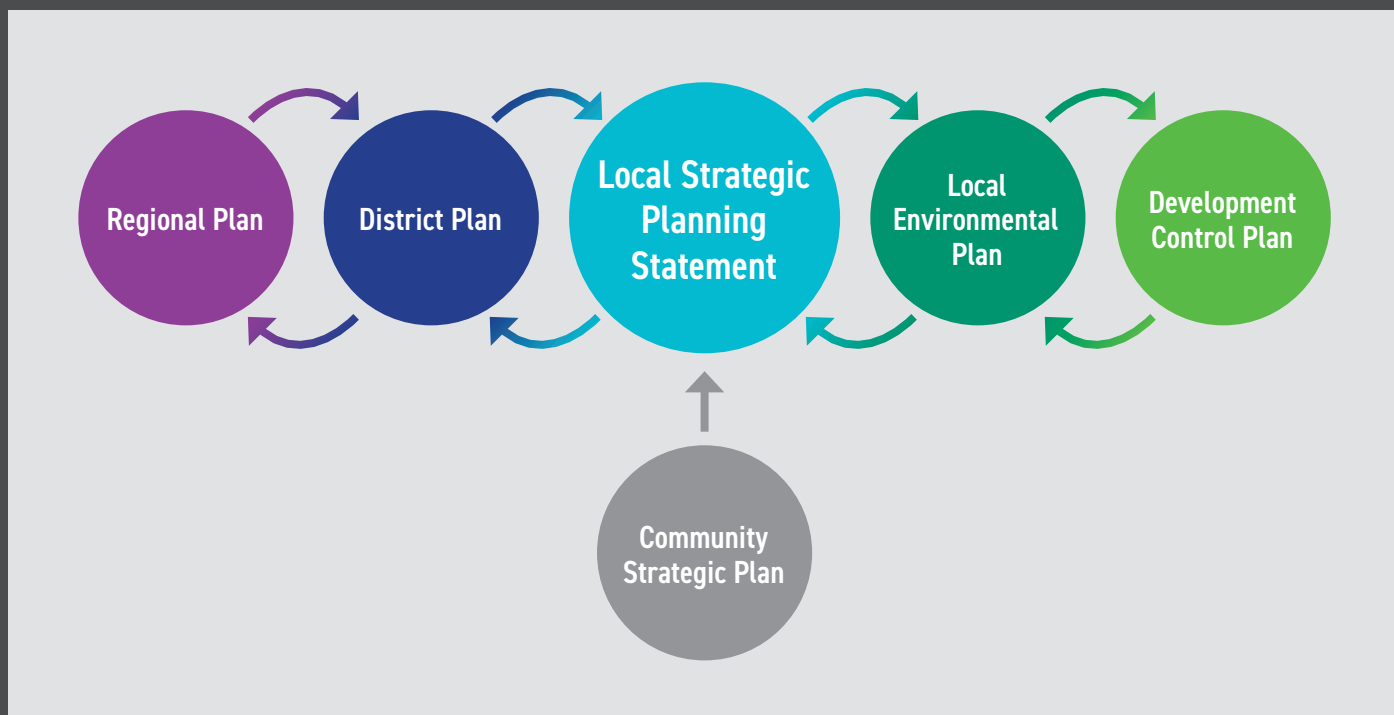 Regional Plan
District Plan
Local Strategic
Planning
Statement
Local
Environmental
Plan
Development
Control Plan
Community
Strategic Plan